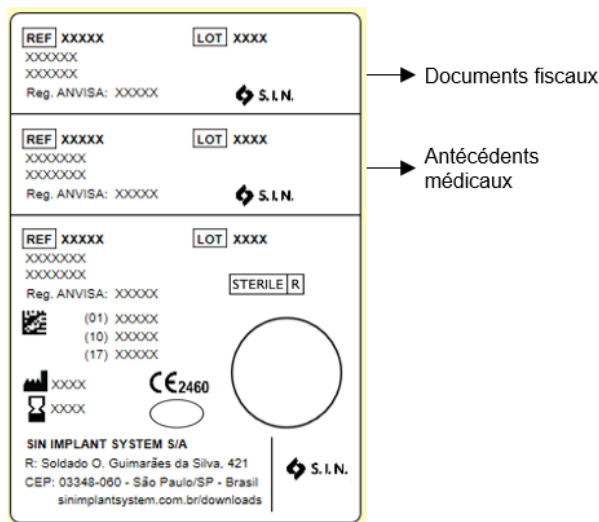 REF XXXXX LOT XXXX
XXXXXX
XXXXXX
Reg. ANVISA: XXXXX S.I.N.
Documents fiscaux
REF XXXXX LOT XXXX
XXXXXXX
XXXXXXX
Reg. ANVISA: XXXXX S.I.N.
Antécédents
médicaux
REF XXXXX LOT XXXX
XXXXXXX
XXXXXXX
Reg. ANVISA: XXXXX
STERILE R
(01) XXXXX
(10) XXXXX
(17) XXXXX
XXXX
CE 2460
XXXX
SIN IMPLANT SYSTEM S/A
R: Soldado O. Guimarães da Silva, 421
CEP: 03348-060 - São Paulo/SP - Brasil
sinimplantsystem.com.br/downloads
S.I.N.